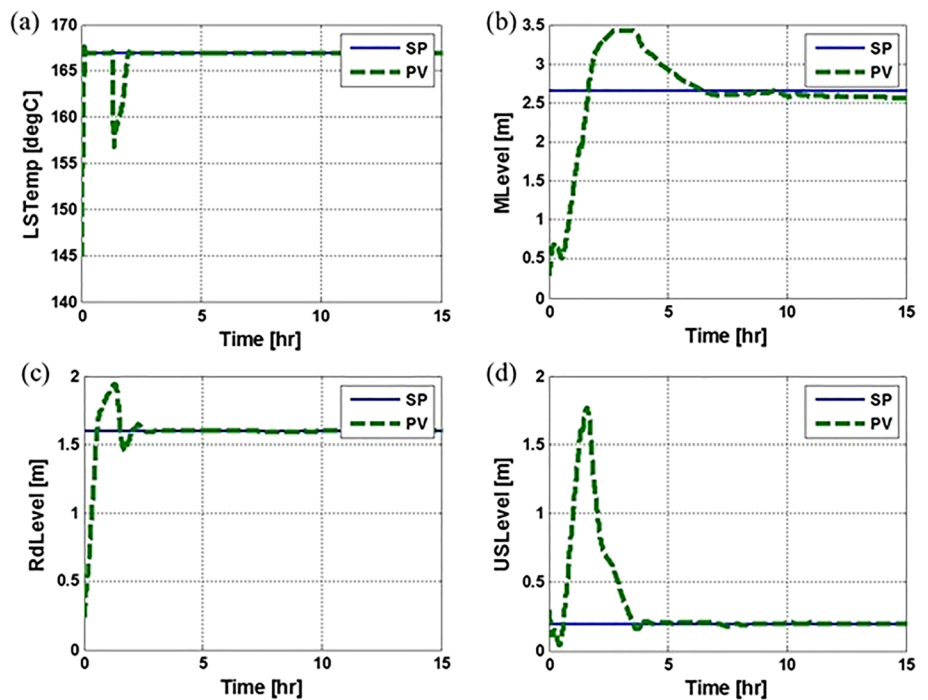 (a)
170
165
160
155
150
145
140
LSTemp [degC]
0 5 10 15
Time [hr]
SP
PV
(b)
3.5
3
2.5
2
1.5
1
0.5
0
MLevel [m]
0 5 10 15
Time [hr]
SP
PV
(c)
2
1.5
1
0.5
0
RdLevel [m]
0 5 10 15
Time [hr]
SP
PV
(d)
2
1.5
1
0.5
0
USLevel [m]
0 5 10 15
Time [hr]
SP
PV